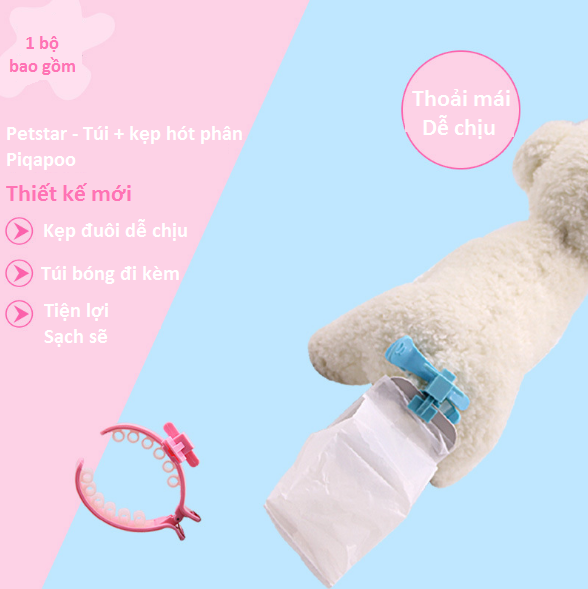 1 bộ
bao gồm
Thoải mái
Dễ chịu
Petstar - Túi + kẹp hót phân
Piqapoo
Thiết kế mới
Kẹp đuôi dễ chịu
Túi bóng đi kèm
Tiện lợi
Sạch sẽ